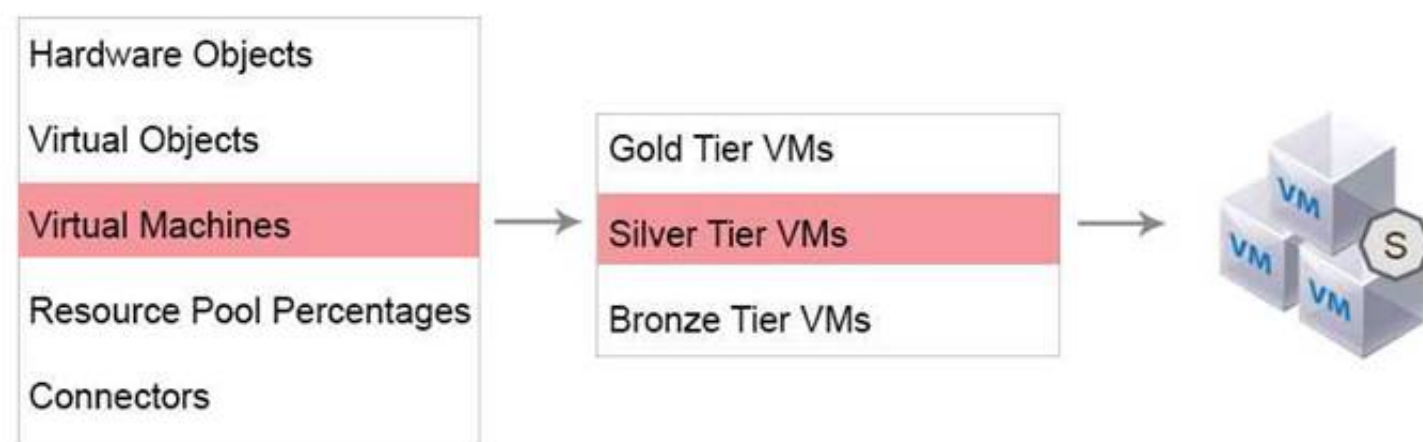 Hardware Objects
Virtual Objects
Virtual Machines
Resource Pool Percentages
Connectors
Gold Tier VMs
Silver Tier VMs
Bronze Tier VMs
VM
VM
VM
S